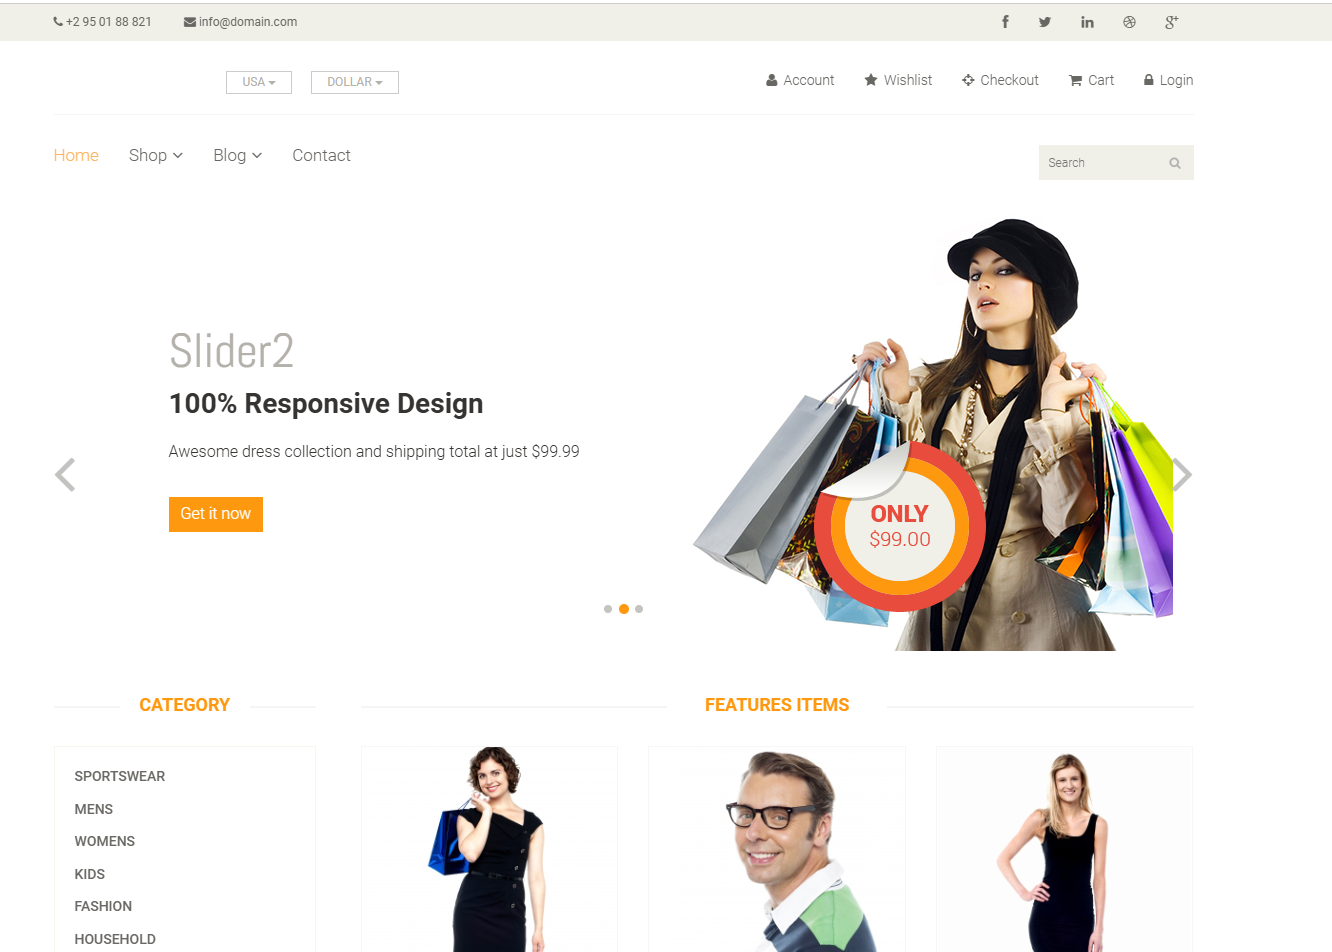 +2 95 01 88 821 info@domain.com
USA DOLLAR Account Wishlist Checkout Cart Login
Home Shop Blog Contact
Search
Slider2
100% Responsive Design
Awesome dress collection and shipping total at just $99.99
Get it now
ONLY
$99.00
CATEGORY
SPORTSWEAR
MENS
WOMENS
KIDS
FASHION
HOUSEHOLD
FEATURES ITEMS